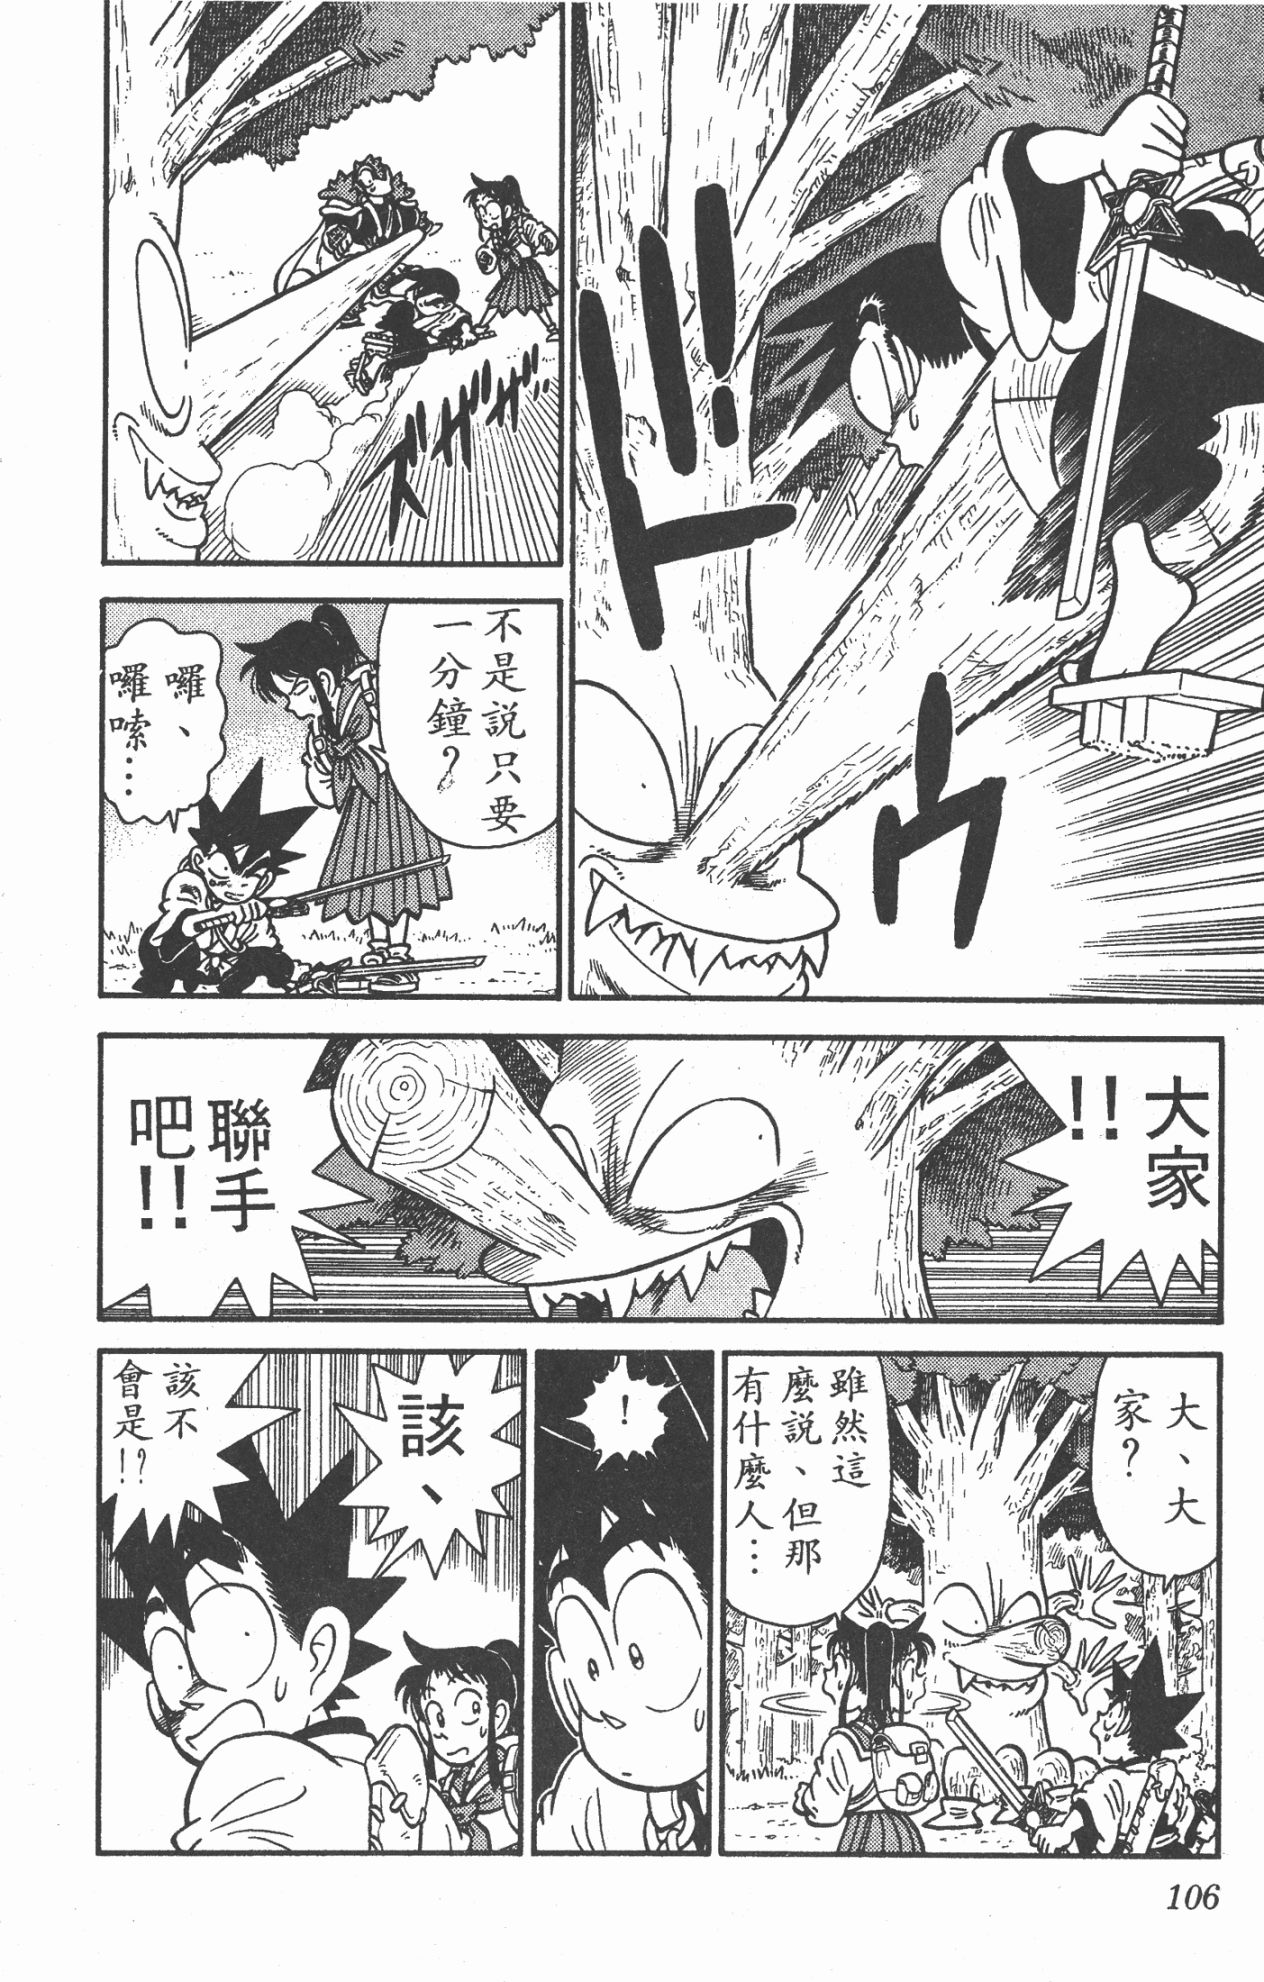 ドドウ!!
ズザザザ…
不是說只要
一分鐘?
囉、
囉嗦…
大家
!!
聯手
吧!!
大、大
家?
雖然這
麼說、但那
有什麼人…
!
該、
該不
會是!?
106